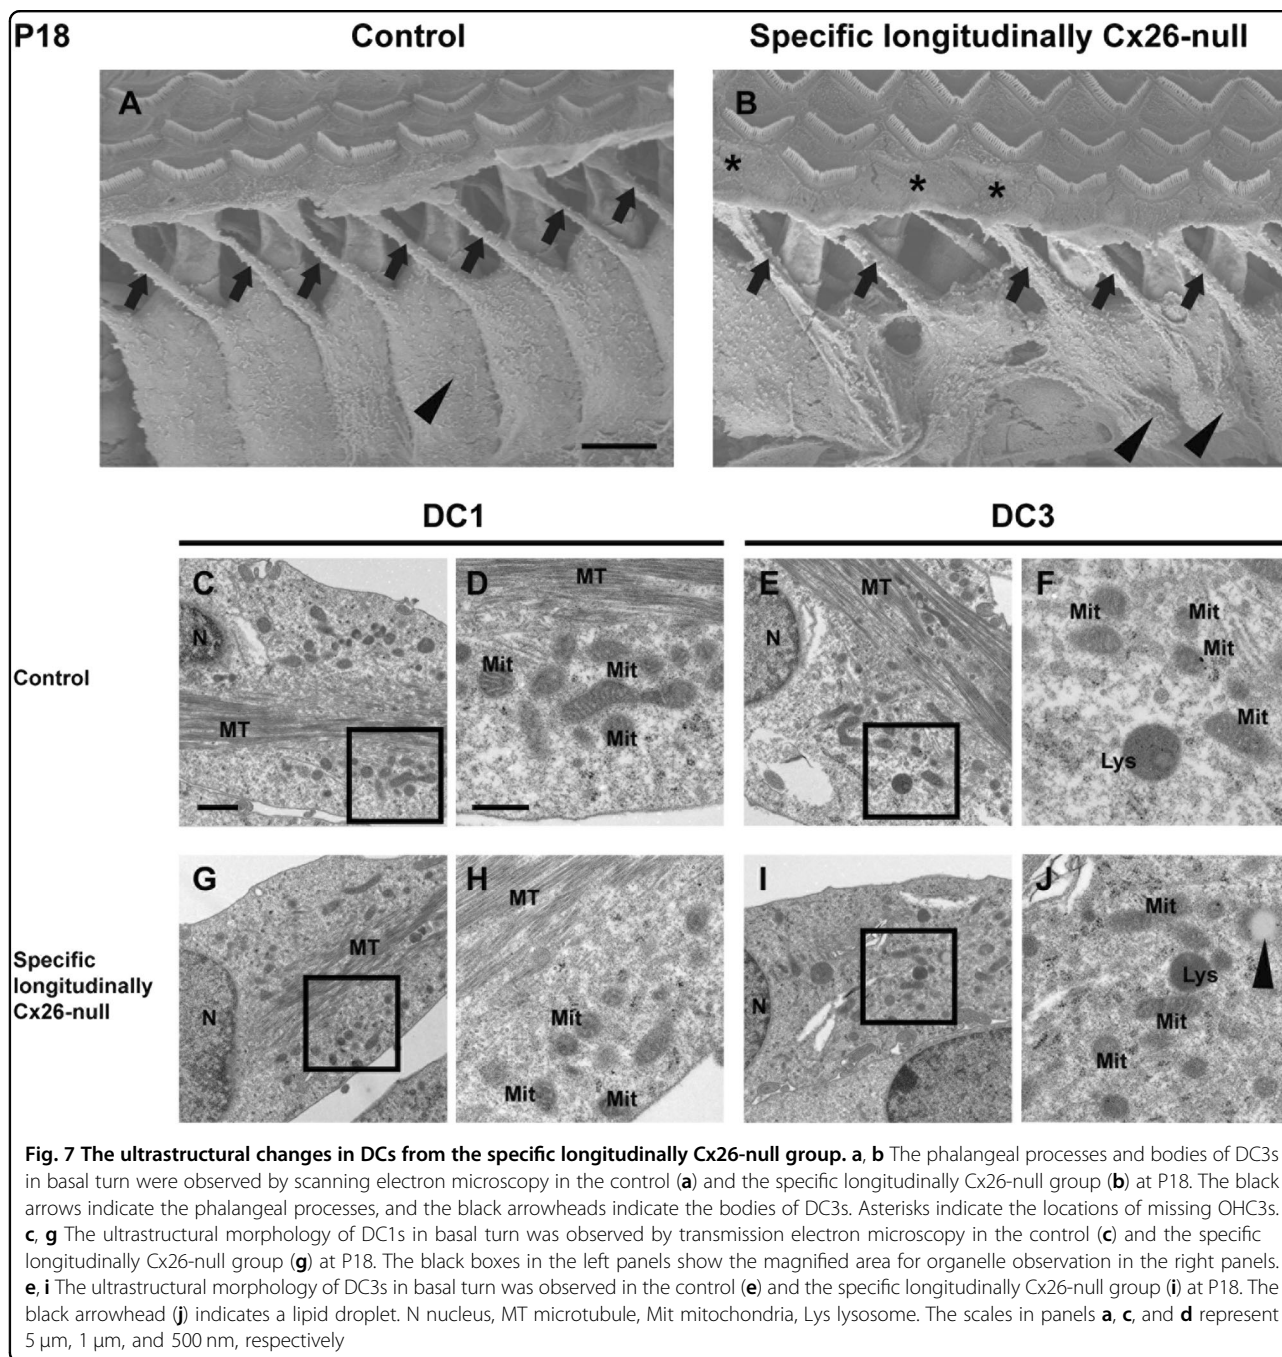 P18 Control Specific longitudinally Cx26-null
A B
* * *
DC1 DC3
C D E F
MT MT Mit Mit
N Mit Mit N Mit
Control
MT Mit Mit
Lys
G H I J
MT Mit
MT Lys
Specific
longitudinally
Cx26-null
N Mit N Mit
Mit Mit Mit
Fig. 7 The ultrastructural changes in DCs from the specific longitudinally Cx26-null group. a, b The phalangeal processes and bodies of DC3s
in basal turn were observed by scanning electron microscopy in the control (a) and the specific longitudinally Cx26-null group (b) at P18. The black
arrows indicate the phalangeal processes, and the black arrowheads indicate the bodies of DC3s. Asterisks indicate the locations of missing OHC3s.
c, g The ultrastructural morphology of DC1s in basal turn was observed by transmission electron microscopy in the control (c) and the specific
longitudinally Cx26-null group (g) at P18. The black boxes in the left panels show the magnified area for organelle observation in the right panels.
e, i The ultrastructural morphology of DC3s in basal turn was observed in the control (e) and the specific longitudinally Cx26-null group (i) at P18. The
black arrowhead (j) indicates a lipid droplet. N nucleus, MT microtubule, Mit mitochondria, Lys lysosome. The scales in panels a, c, and d represent
5 μm, 1 μm, and 500 nm, respectively